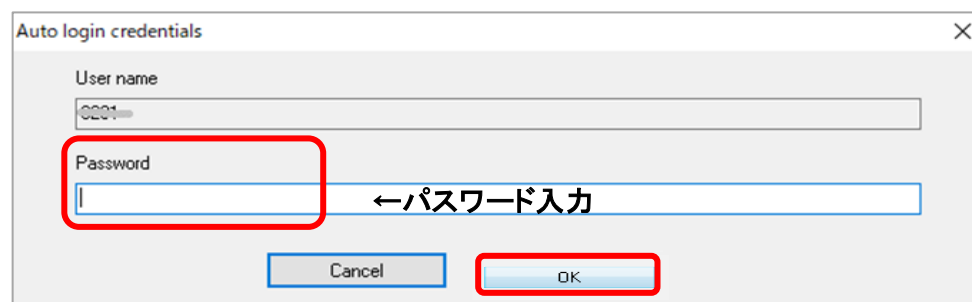 Auto login credentials
User name
Password
←パスワード入力
Cancel
OK